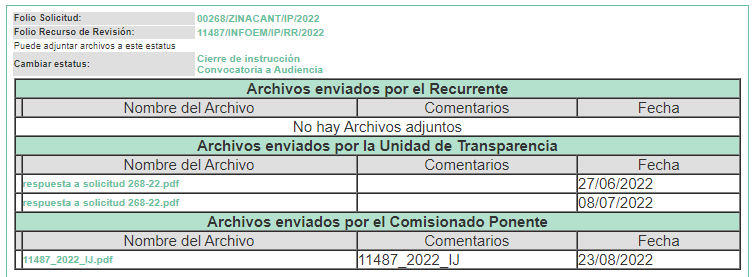 Folio Solicitud: 00268/ZINACANT/IP/2022
Folio Recurso de Revisión: 11487/INFOEM/IP/RR/2022
Puede adjuntar archivos a este estatus
Cambiar estatus: Cierre de instrucción
Convocatoria a Audiencia
Archivos enviados por el Recurrente
Nombre del Archivo Comentarios Fecha
No hay Archivos adjuntos
Archivos enviados por la Unidad de Transparencia
Nombre del Archivo Comentarios Fecha
respuesta a solicitud 268-22.pdf 27/06/2022
respuesta a solicitud 268-22.pdf 08/07/2022
Archivos enviados por el Comisionado Ponente
Nombre del Archivo Comentarios Fecha
11487_2022_IJ.pdf 11487_2022_IJ 23/08/2022